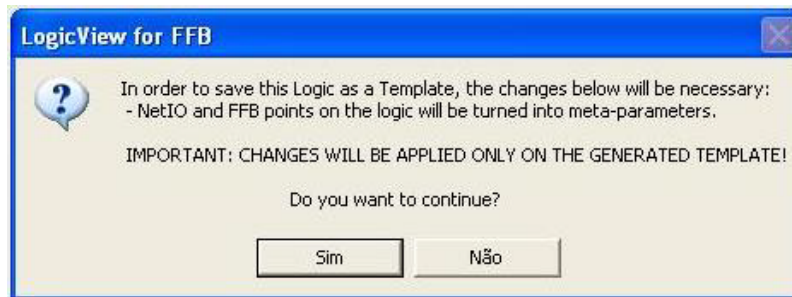 LogicView for FFB
In order to save this Logic as a Template, the changes below will be necessary:
- NetIO and FFB points on the logic will be turned into meta-parameters.
IMPORTANT: CHANGES WILL BE APPLIED ONLY ON THE GENERATED TEMPLATE!
Do you want to continue?
Sim Não